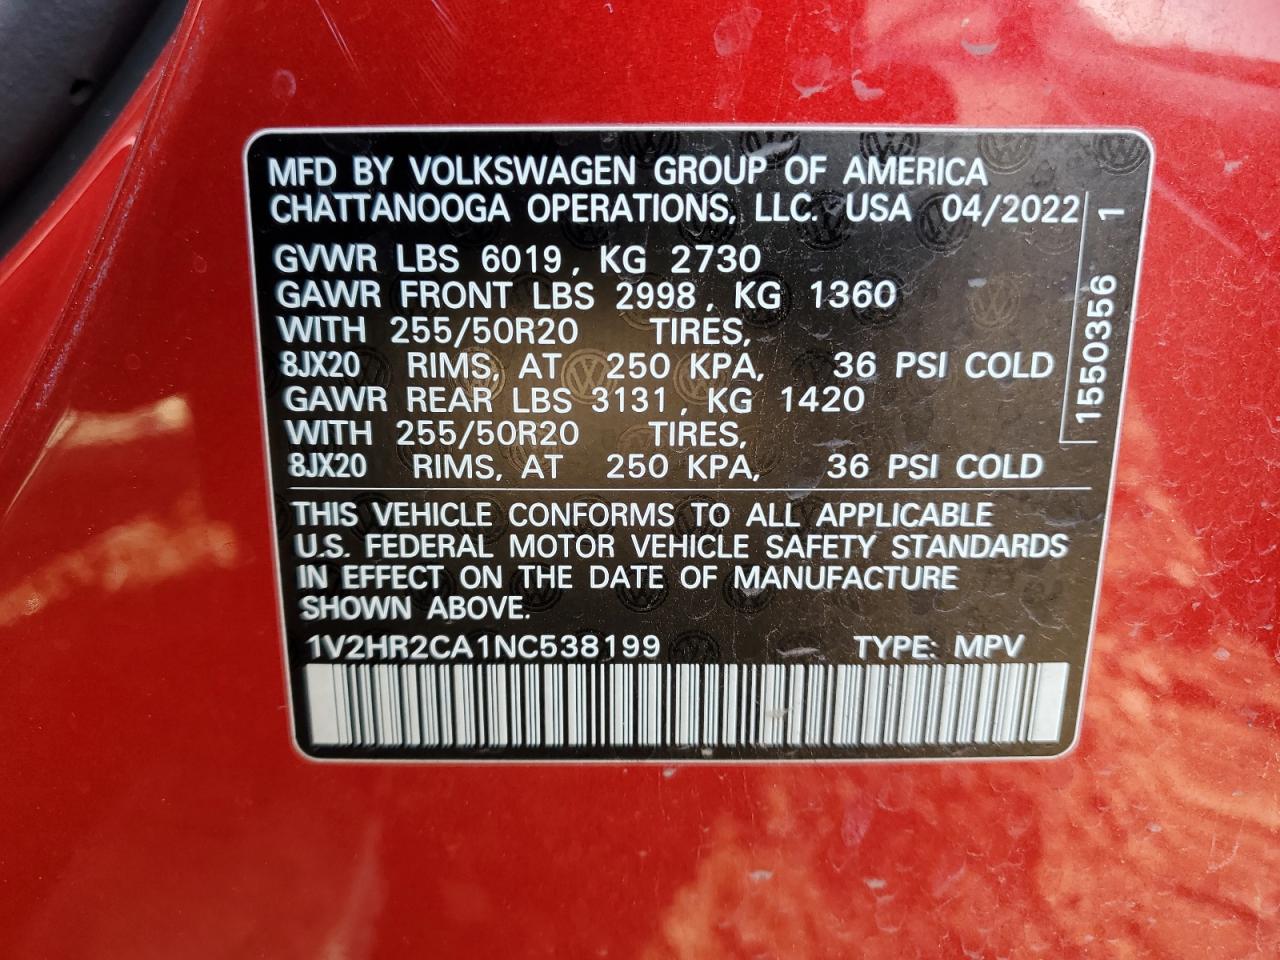 MFD BY VOLKSWAGEN GROUP OF AMERICA
CHATTANOOGA OPERATIONS, LLC. USA 04/2022
GVWR LBS 6019, KG 2730
GAWR FRONT LBS 2998, KG 1360
WITH 255/50R20 TIRES,
8JX20 RIMS, AT 250 KPA, 36 PSI COLD
GAWR REAR LBS 3131, KG 1420
WITH 255/50R20 TIRES,
8JX20 RIMS, AT 250 KPA, 36 PSI COLD
1550356 1
THIS VEHICLE CONFORMS TO ALL APPLICABLE
U.S. FEDERAL MOTOR VEHICLE SAFETY STANDARDS
IN EFFECT ON THE DATE OF MANUFACTURE
SHOWN ABOVE.
1V2HR2CA1NC538199 TYPE: MPV